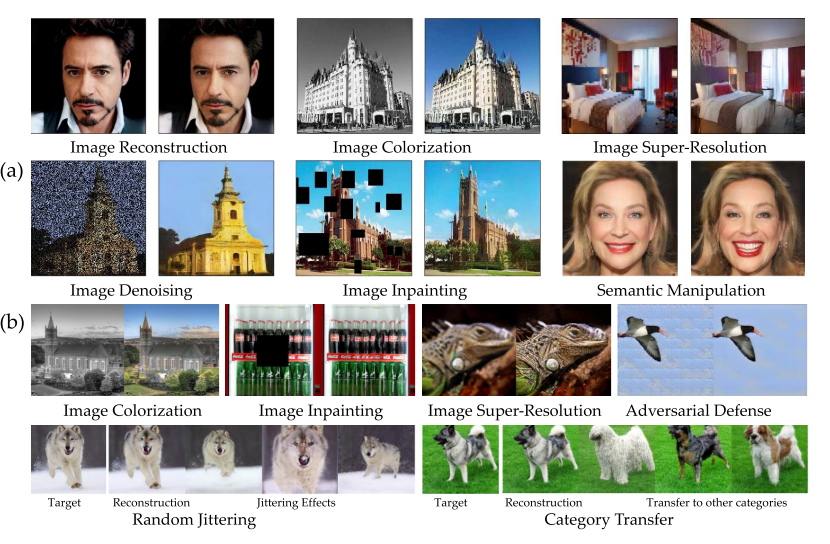 Image Reconstruction
Image Colorization
Image Super-Resolution
(a)
Image Denoising
Image Inpainting
Semantic Manipulation
(b)
Image Colorization
Image Inpainting
Image Super-Resolution
Adversarial Defense
Target
Reconstruction
Jittering Effects
Target
Reconstruction
Transfer to other categories
Random Jittering
Category Transfer